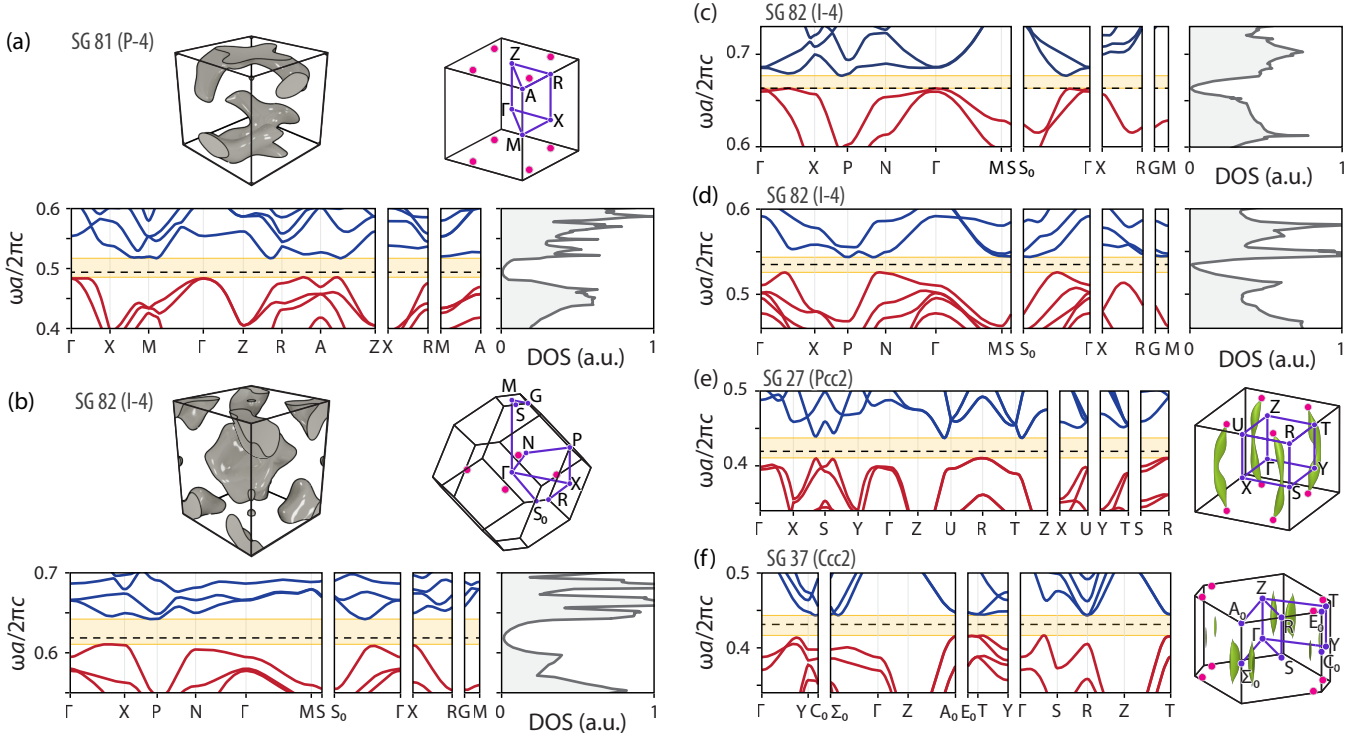 (a)
SG 81 (P-4)
Z
R
A
Γ
X
M
ωa/2πc
0.6
0.5
0.4
Γ X M Γ Z R A Z X R M A
0 1
DOS (a.u.)
(b)
SG 82 (I-4)
M
G
S
N
P
Γ
X
R
S₀
ωa/2πc
0.7
0.6
Γ X P N Γ M S S₀ Γ X R G M
0 1
DOS (a.u.)
(c)
SG 82 (I-4)
ωa/2πc
0.7
0.6
Γ X P N Γ M S S₀ Γ X R G M
0 1
DOS (a.u.)
(d)
SG 82 (I-4)
ωa/2πc
0.6
0.5
Γ X P N Γ M S S₀ Γ X R G M
0 1
DOS (a.u.)
(e)
SG 27 (Pcc2)
ωa/2πc
0.5
0.4
Γ X S Y Γ Z U R T Z X U Y T S R
Z
U
R
T
Γ
Y
X
S
(f)
SG 37 (Ccc2)
ωa/2πc
0.5
0.4
Γ Y C₀ Σ₀ Γ Z A₀ E₀ T Y Γ S R Z T
Z
T
A₀
R
E₀
Γ
Y
C₀
Σ₀
S